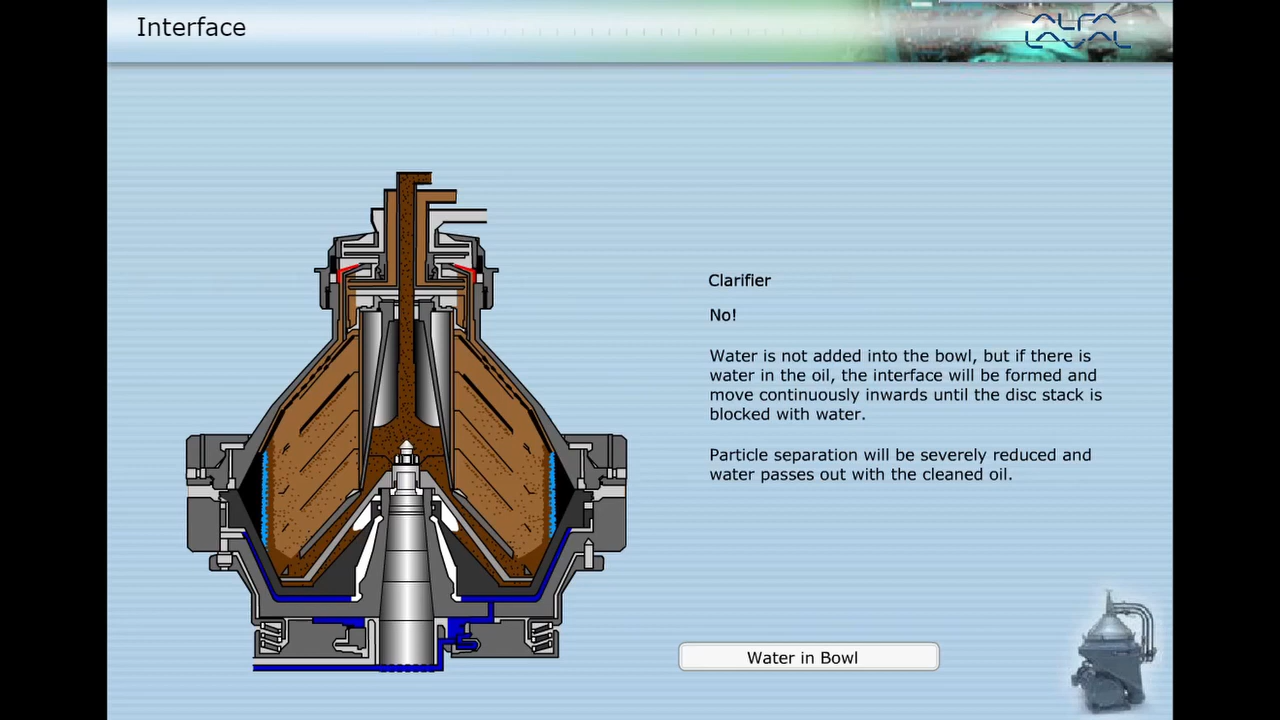 Interface
ALFA
LAVAL
Clarifier
No!
Water is not added into the bowl, but if there is
water in the oil, the interface will be formed and
move continuously inwards until the disc stack is
blocked with water.
Particle separation will be severely reduced and
water passes out with the cleaned oil.
Water in Bowl